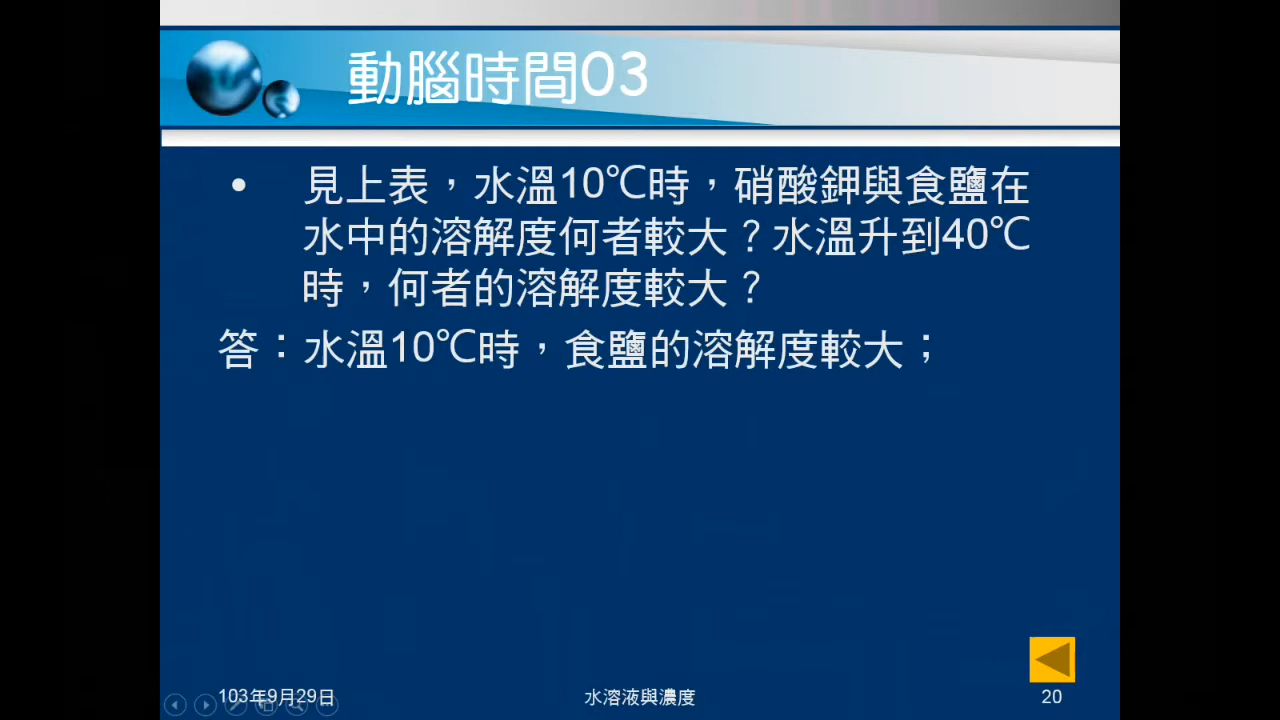 動腦時間03
• 見上表，水溫10℃時，硝酸鉀與食鹽在
水中的溶解度何者較大？水溫升到40℃
時，何者的溶解度較大？
答：水溫10℃時，食鹽的溶解度較大；
103年9月29日
水溶液與濃度
20